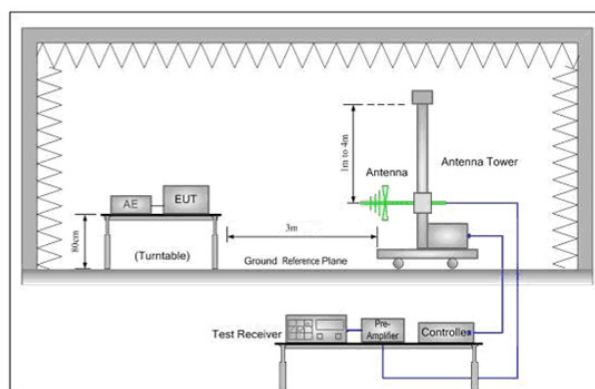 1m to 4m
Antenna
Antenna Tower
AE
EUT
80cm
3m
(Turntable)
Ground Reference Plane
Test Receiver
Pre-
Amplifier
Controller